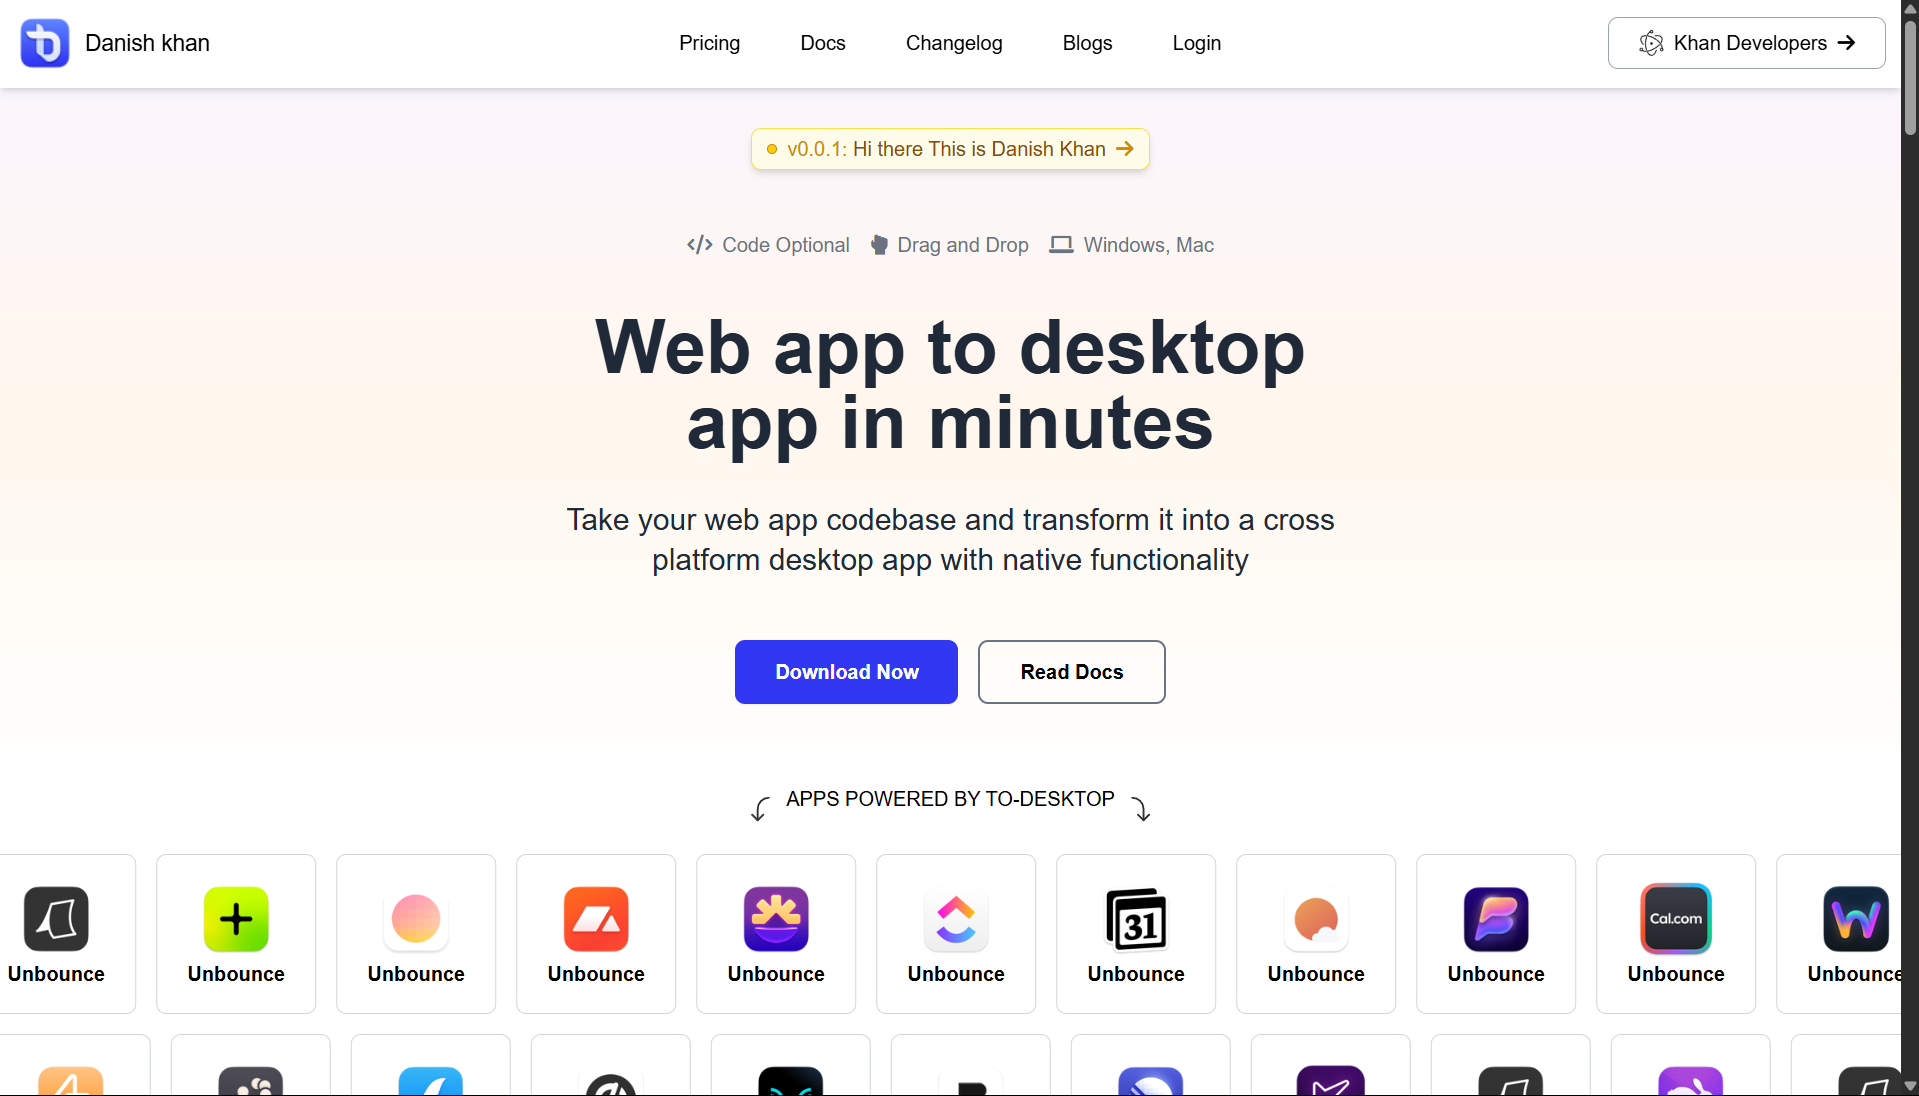 Danish khan
Pricing
Docs
Changelog
Blogs
Login
Khan Developers
v0.0.1: Hi there This is Danish Khan
Code Optional
Drag and Drop
Windows, Mac
Web app to desktop
app in minutes
Take your web app codebase and transform it into a cross
platform desktop app with native functionality
Download Now
Read Docs
APPS POWERED BY TO-DESKTOP
31
Cal.com
Unbounce
Unbounce
Unbounce
Unbounce
Unbounce
Unbounce
Unbounce
Unbounce
Unbounce
Unbounce
Unbounce